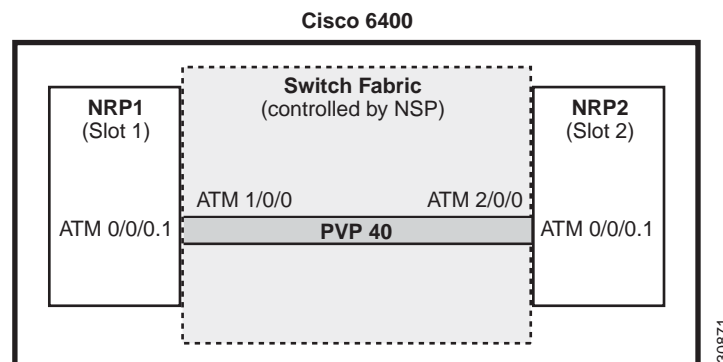 Cisco 6400
Switch Fabric
(controlled by NSP)
NRP1
(Slot 1)
NRP2
(Slot 2)
ATM 1/0/0
ATM 2/0/0
ATM 0/0/0.1
PVP 40
ATM 0/0/0.1